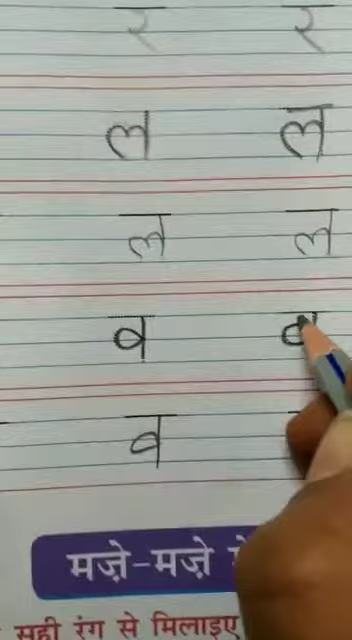 र र
ल ल
ल ल
व व
व
मज़े-मज़े
सही रंग से मिलाइए